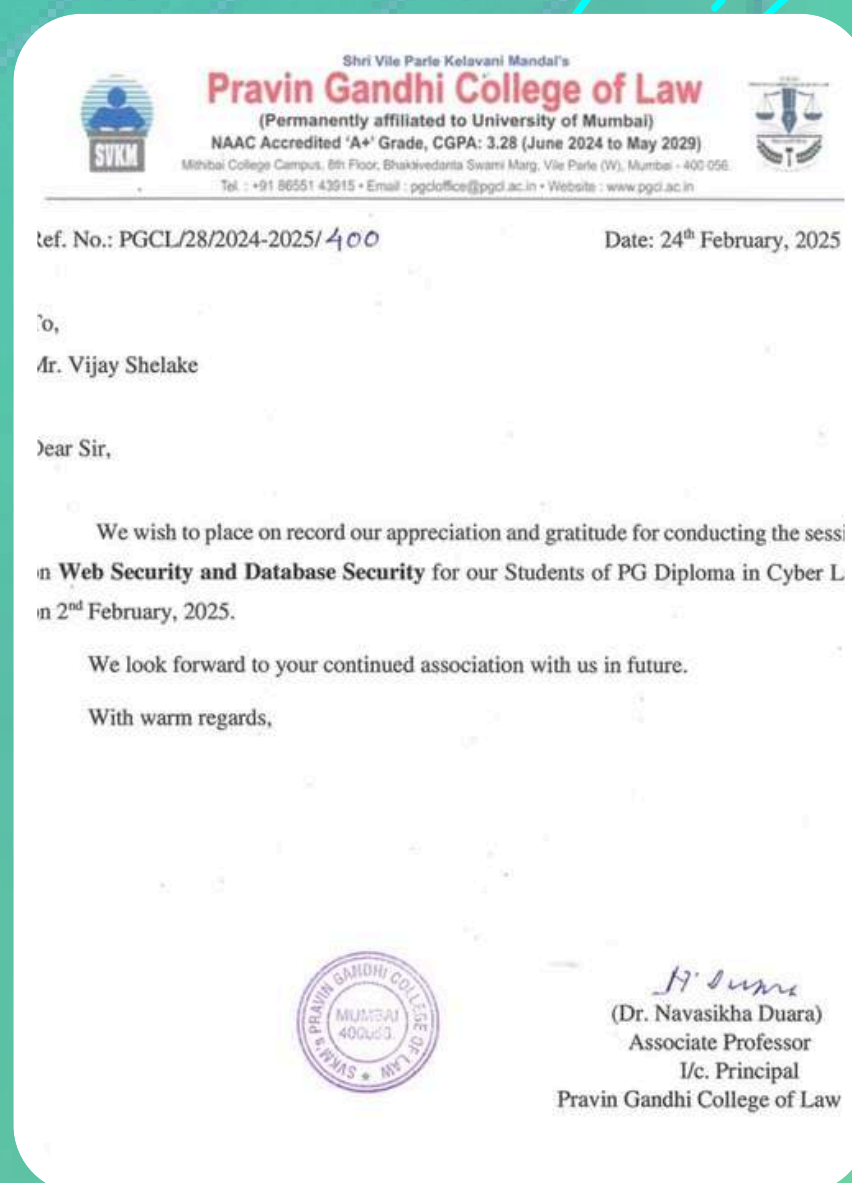 Shri Vile Parle Kelavani Mandal's
Pravin Gandhi College of Law
(Permanently affiliated to University of Mumbai)
NAAC Accredited 'A+' Grade, CGPA: 3.28 (June 2024 to May 2029)
Mithibai College Campus, 8th Floor, Bhaktivedanta Swami Marg, Vile Parle (W), Mumbai - 400 056.
Tel. : +91 86551 43915 • Email : pgcloffice@pgcl.ac.in • Website : www.pgcl.ac.in
SVKM
ef. No.: PGCL/28/2024-2025/400 Date: 24th February, 2025
o,
Mr. Vijay Shelake
Dear Sir,
We wish to place on record our appreciation and gratitude for conducting the sessi
n Web Security and Database Security for our Students of PG Diploma in Cyber L
n 2nd February, 2025.
We look forward to your continued association with us in future.
With warm regards,
SVKM's PRAVIN GANDHI COLLEGE OF LAW
MUMBAI
(Dr. Navasikha Duara)
Associate Professor
I/c. Principal
Pravin Gandhi College of Law